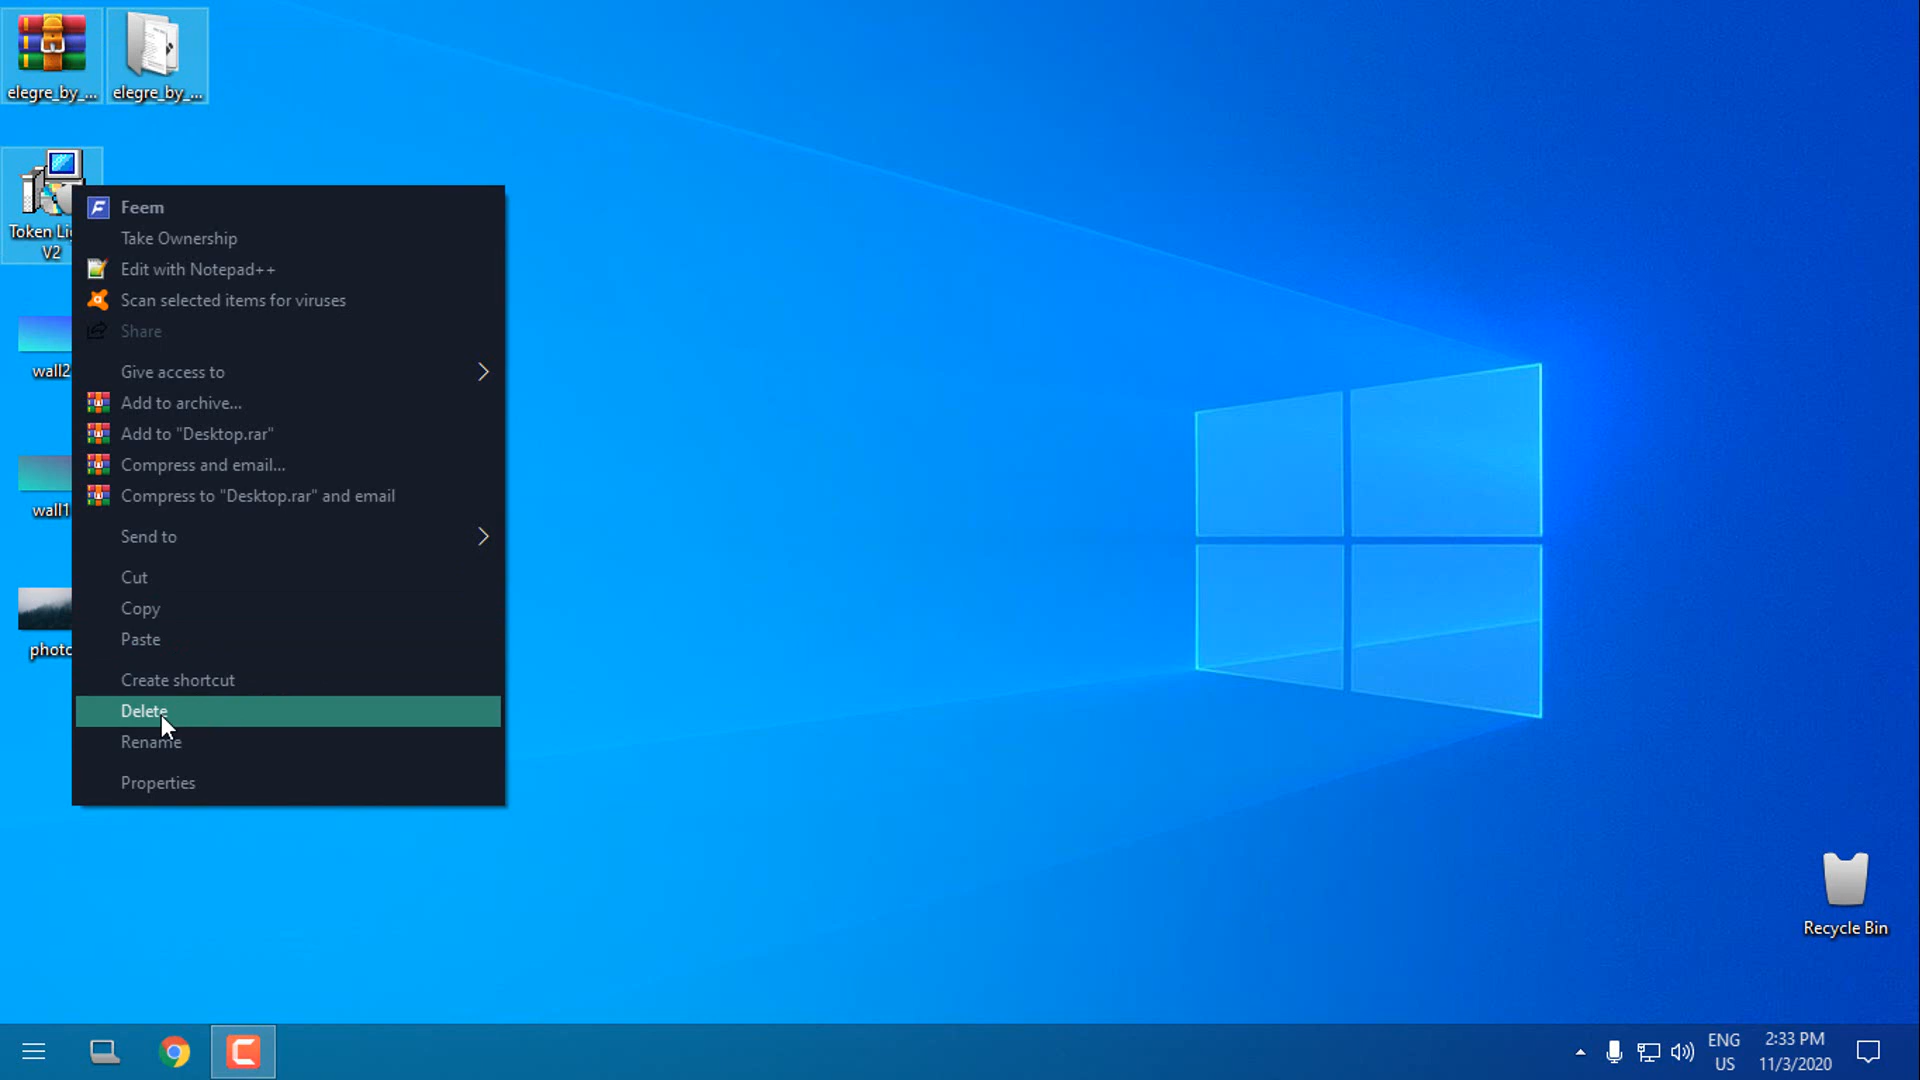 elegre_by_...
elegre_by_...
Token Li
V2
wall2
wall1
photo
Feem
Take Ownership
Edit with Notepad++
Scan selected items for viruses
Share
Give access to
Add to archive...
Add to "Desktop.rar"
Compress and email...
Compress to "Desktop.rar" and email
Send to
Cut
Copy
Paste
Create shortcut
Delete
Rename
Properties
Recycle Bin
ENG
US
2:33 PM
11/3/2020